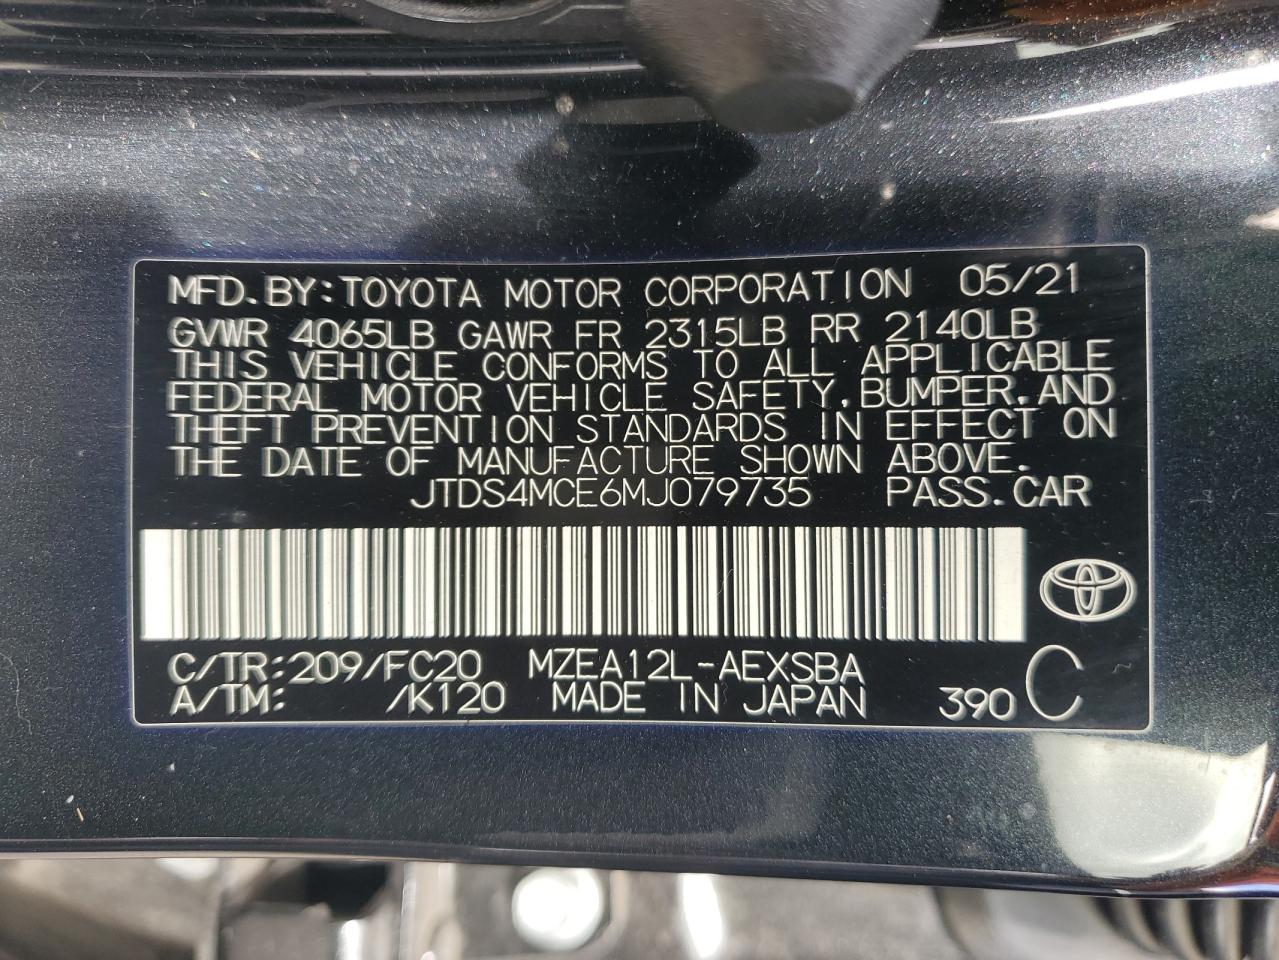 MFD.BY:TOYOTA MOTOR CORPORATION 05/21
GVWR 4065LB GAWR FR 2315LB RR 2140LB
THIS VEHICLE CONFORMS TO ALL APPLICABLE
FEDERAL MOTOR VEHICLE SAFETY,BUMPER,AND
THEFT PREVENTION STANDARDS IN EFFECT ON
THE DATE OF MANUFACTURE SHOWN ABOVE.
JTDS4MCE6MJ079735 PASS.CAR
C/TR:209/FC20 MZEA12L-AEXSBA
A/TM: /K120 MADE IN JAPAN 390 C